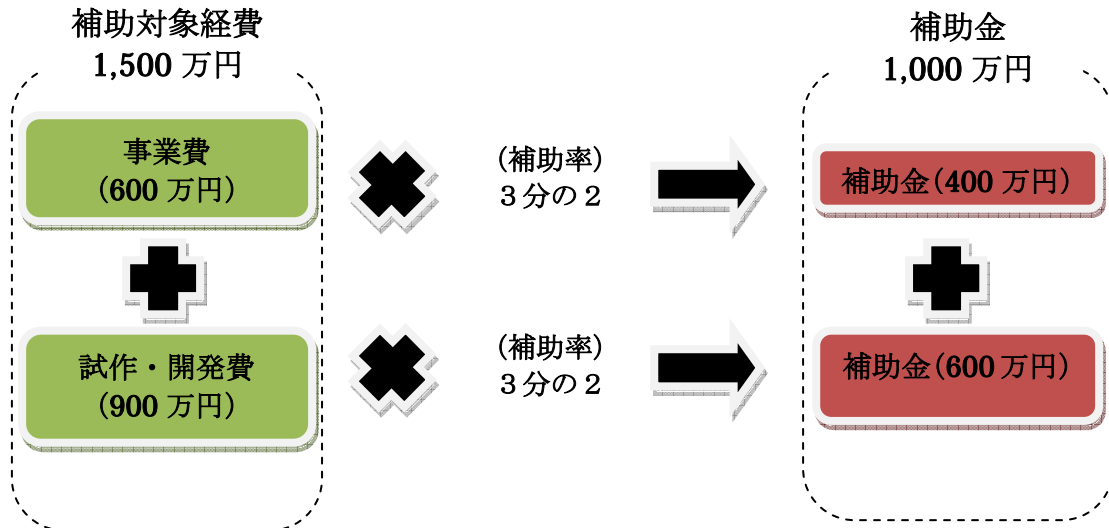 補助対象経費
1,500 万円
補助金
1,000 万円
事業費
(600 万円)
(補助率)
３分の２
補助金(400 万円)
試作・開発費
(900 万円)
(補助率)
３分の２
補助金(600 万円)